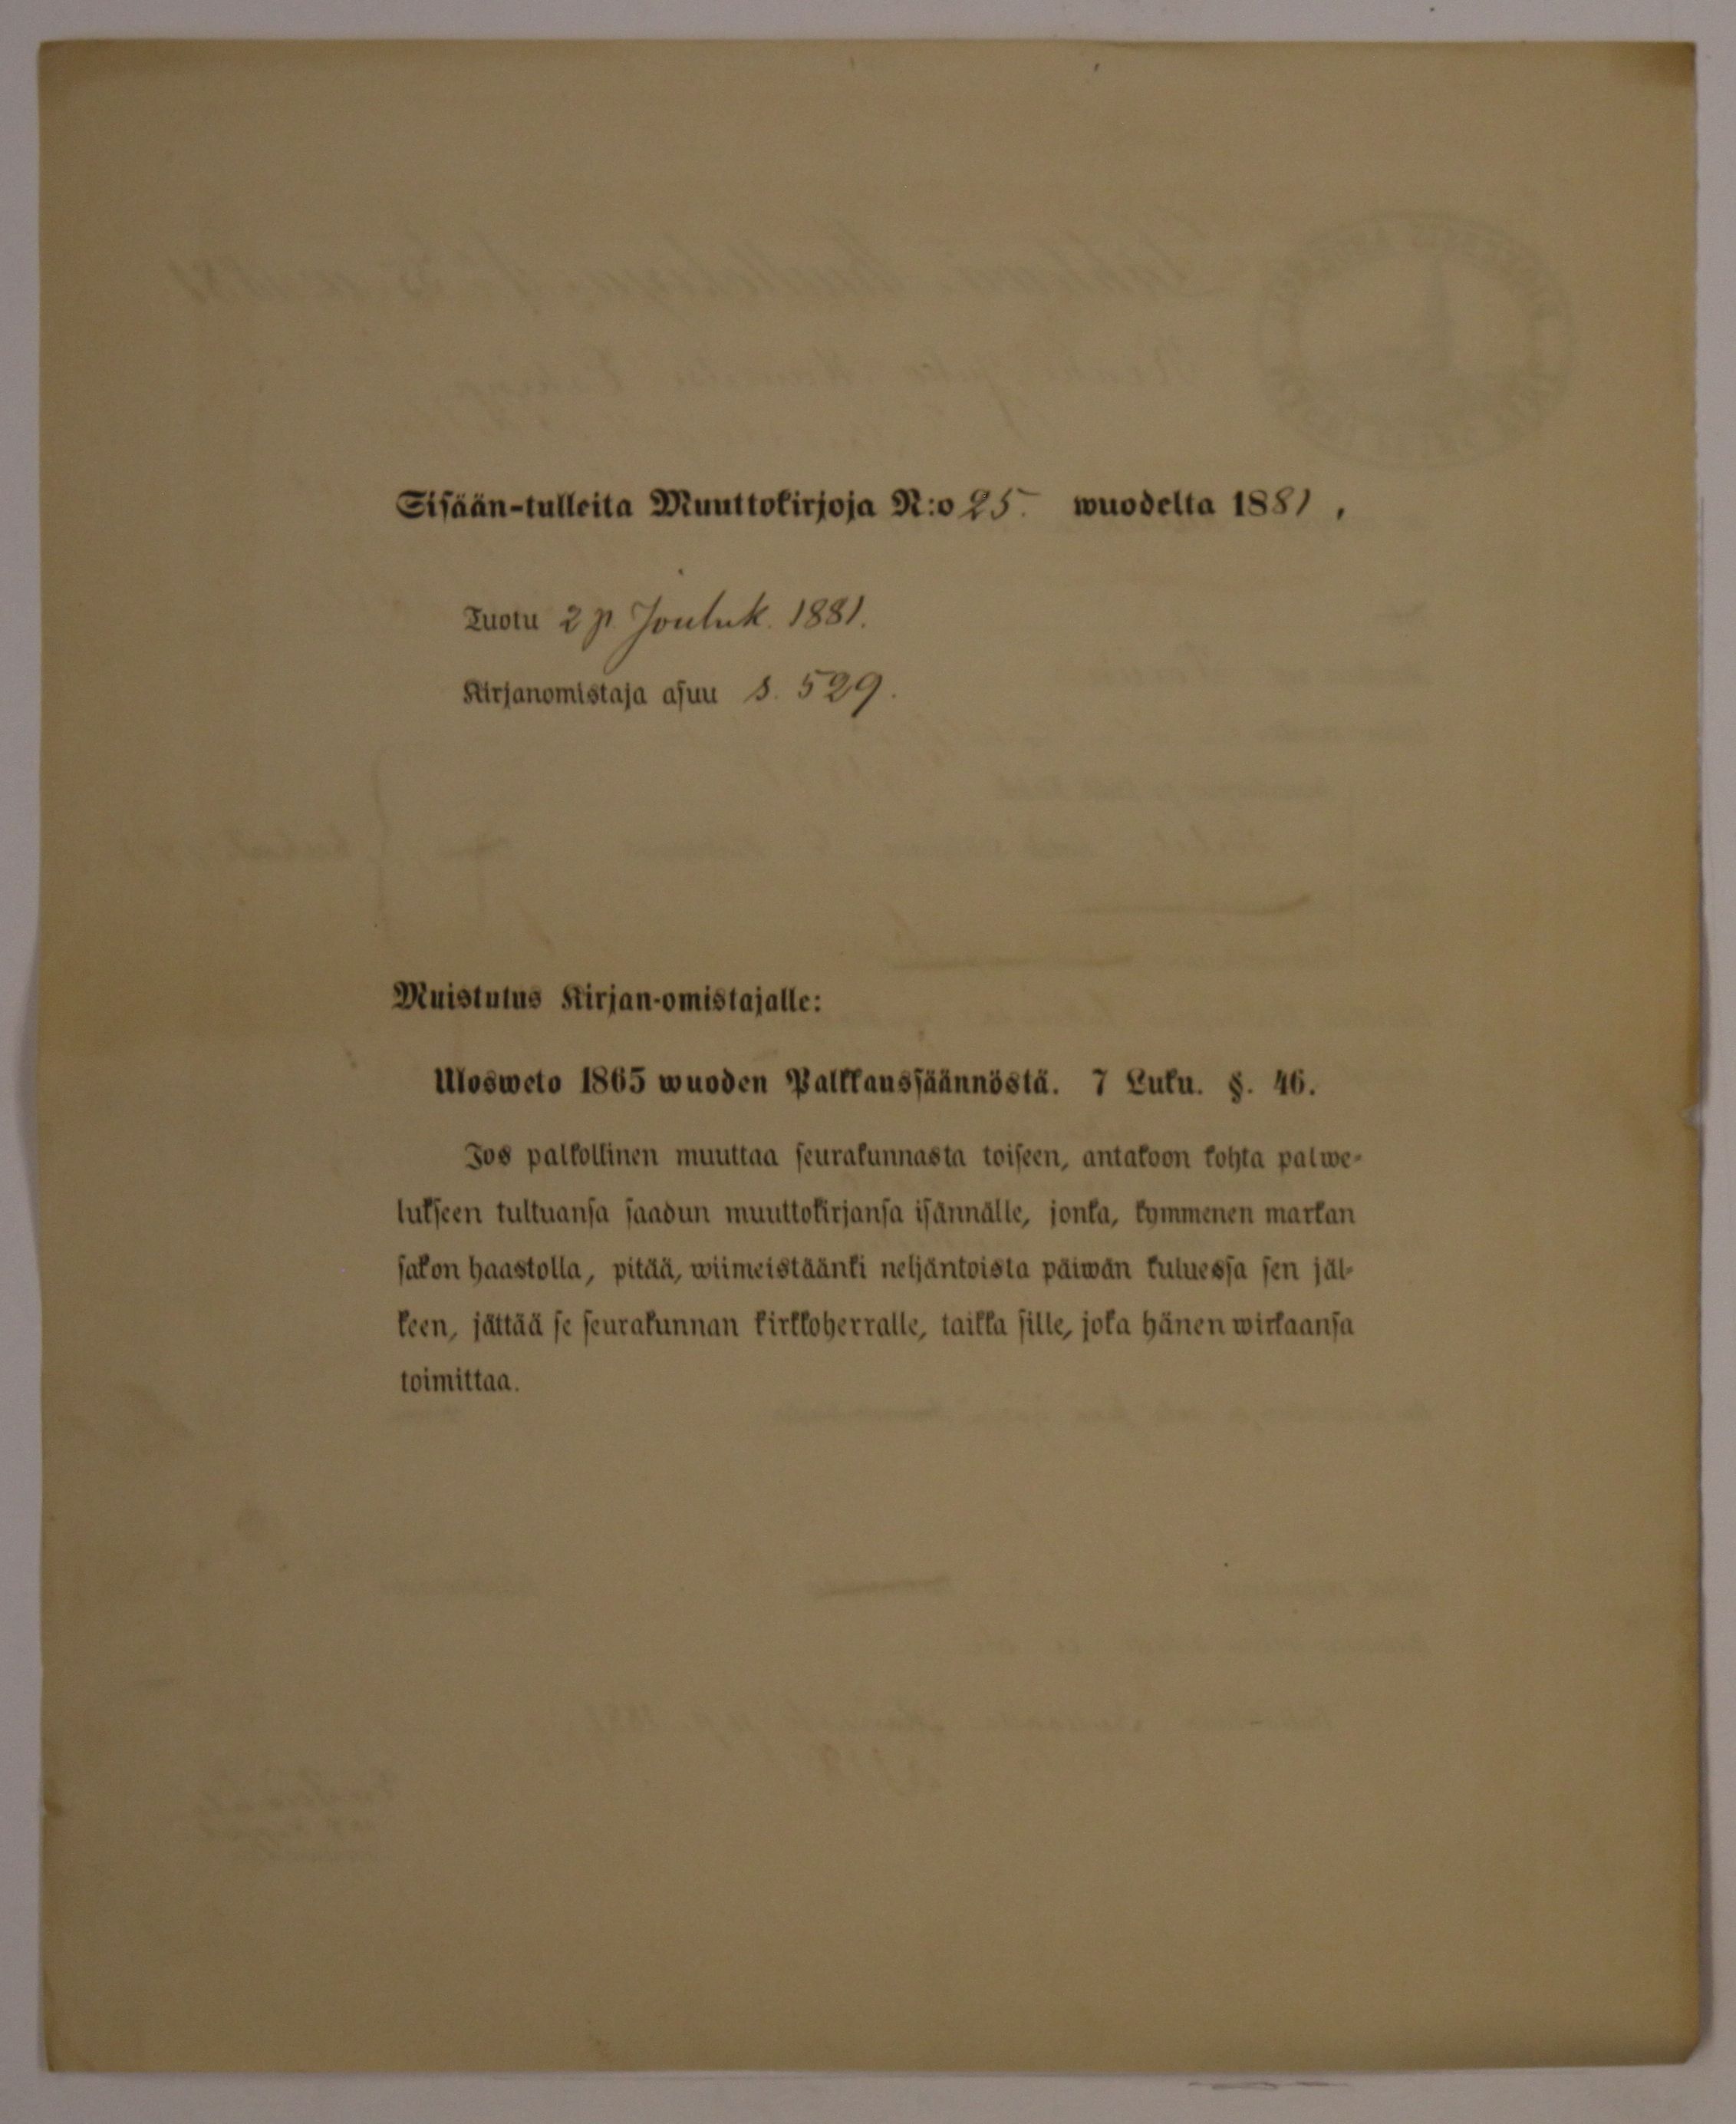 Sisään-tulleita Muuttokirjoja N:o 25. wuodelta 1881,
Tuotu 2 p. Jouluk. 1881.
Kirjanomistaja asuu s. 529.
Muistutus Kirjan-omistajalle:
Ulosweto 1865 wuoden Palkkaussäännöstä. 7 Luku. §. 46.
Jos palkollinen muuttaa seurakunnasta toiseen, antakoon kohta palwe-
lukseen tultuansa saadun muuttokirjansa isännälle, jonka, kymmenen markan
sakon haastolla, pitää, wiimeistäänki neljäntoista päiwän kuluessa sen jäl-
keen, jättää se seurakunnan kirkkoherralle, taikka sille, joka hänen wirkaansa
toimittaa.